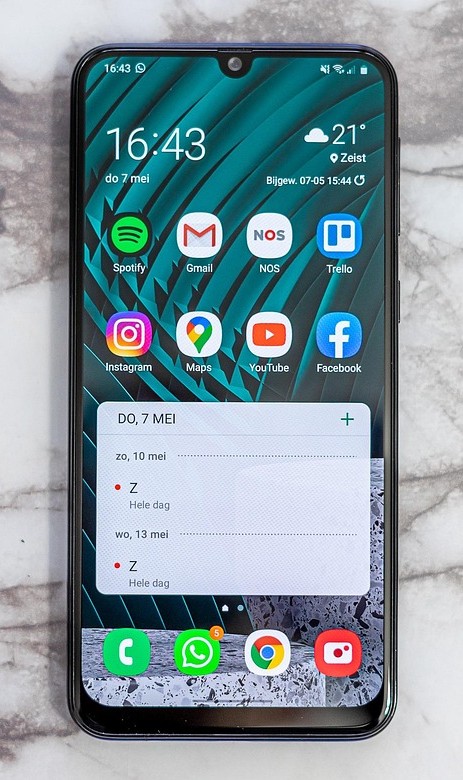 16:43
16:43
21°
Zeist
do 7 mei
Bijgew. 07-05 15:44
Spotify
Gmail
NOS
NOS
Trello
Instagram
Maps
YouTube
Facebook
DO, 7 MEI +
zo, 10 mei
Z
Hele dag
wo, 13 mei
Z
Hele dag
5